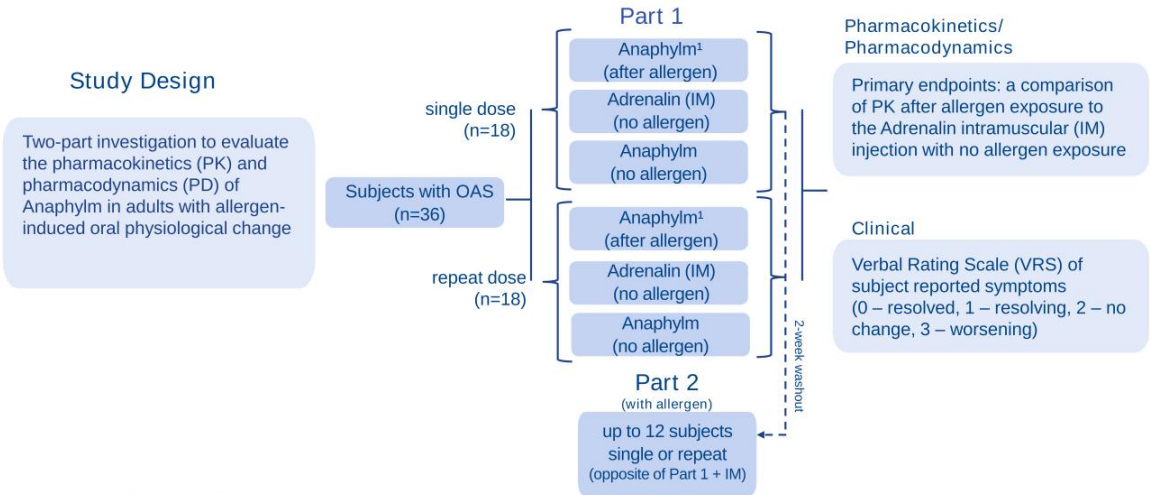 Study Design
Two-part investigation to evaluate
the pharmacokinetics (PK) and
pharmacodynamics (PD) of
Anaphylm in adults with allergen-
induced oral physiological change
Subjects with OAS
(n=36)
single dose
(n=18)
repeat dose
(n=18)
Part 1
Anaphylm¹
(after allergen)
Adrenalin (IM)
(no allergen)
Anaphylm
(no allergen)
Anaphylm¹
(after allergen)
Adrenalin (IM)
(no allergen)
Anaphylm
(no allergen)
2-week washout
Part 2
(with allergen)
up to 12 subjects
single or repeat
(opposite of Part 1 + IM)
Pharmacokinetics/
Pharmacodynamics
Primary endpoints: a comparison
of PK after allergen exposure to
the Adrenalin intramuscular (IM)
injection with no allergen exposure
Clinical
Verbal Rating Scale (VRS) of
subject reported symptoms
(0 – resolved, 1 – resolving, 2 – no
change, 3 – worsening)